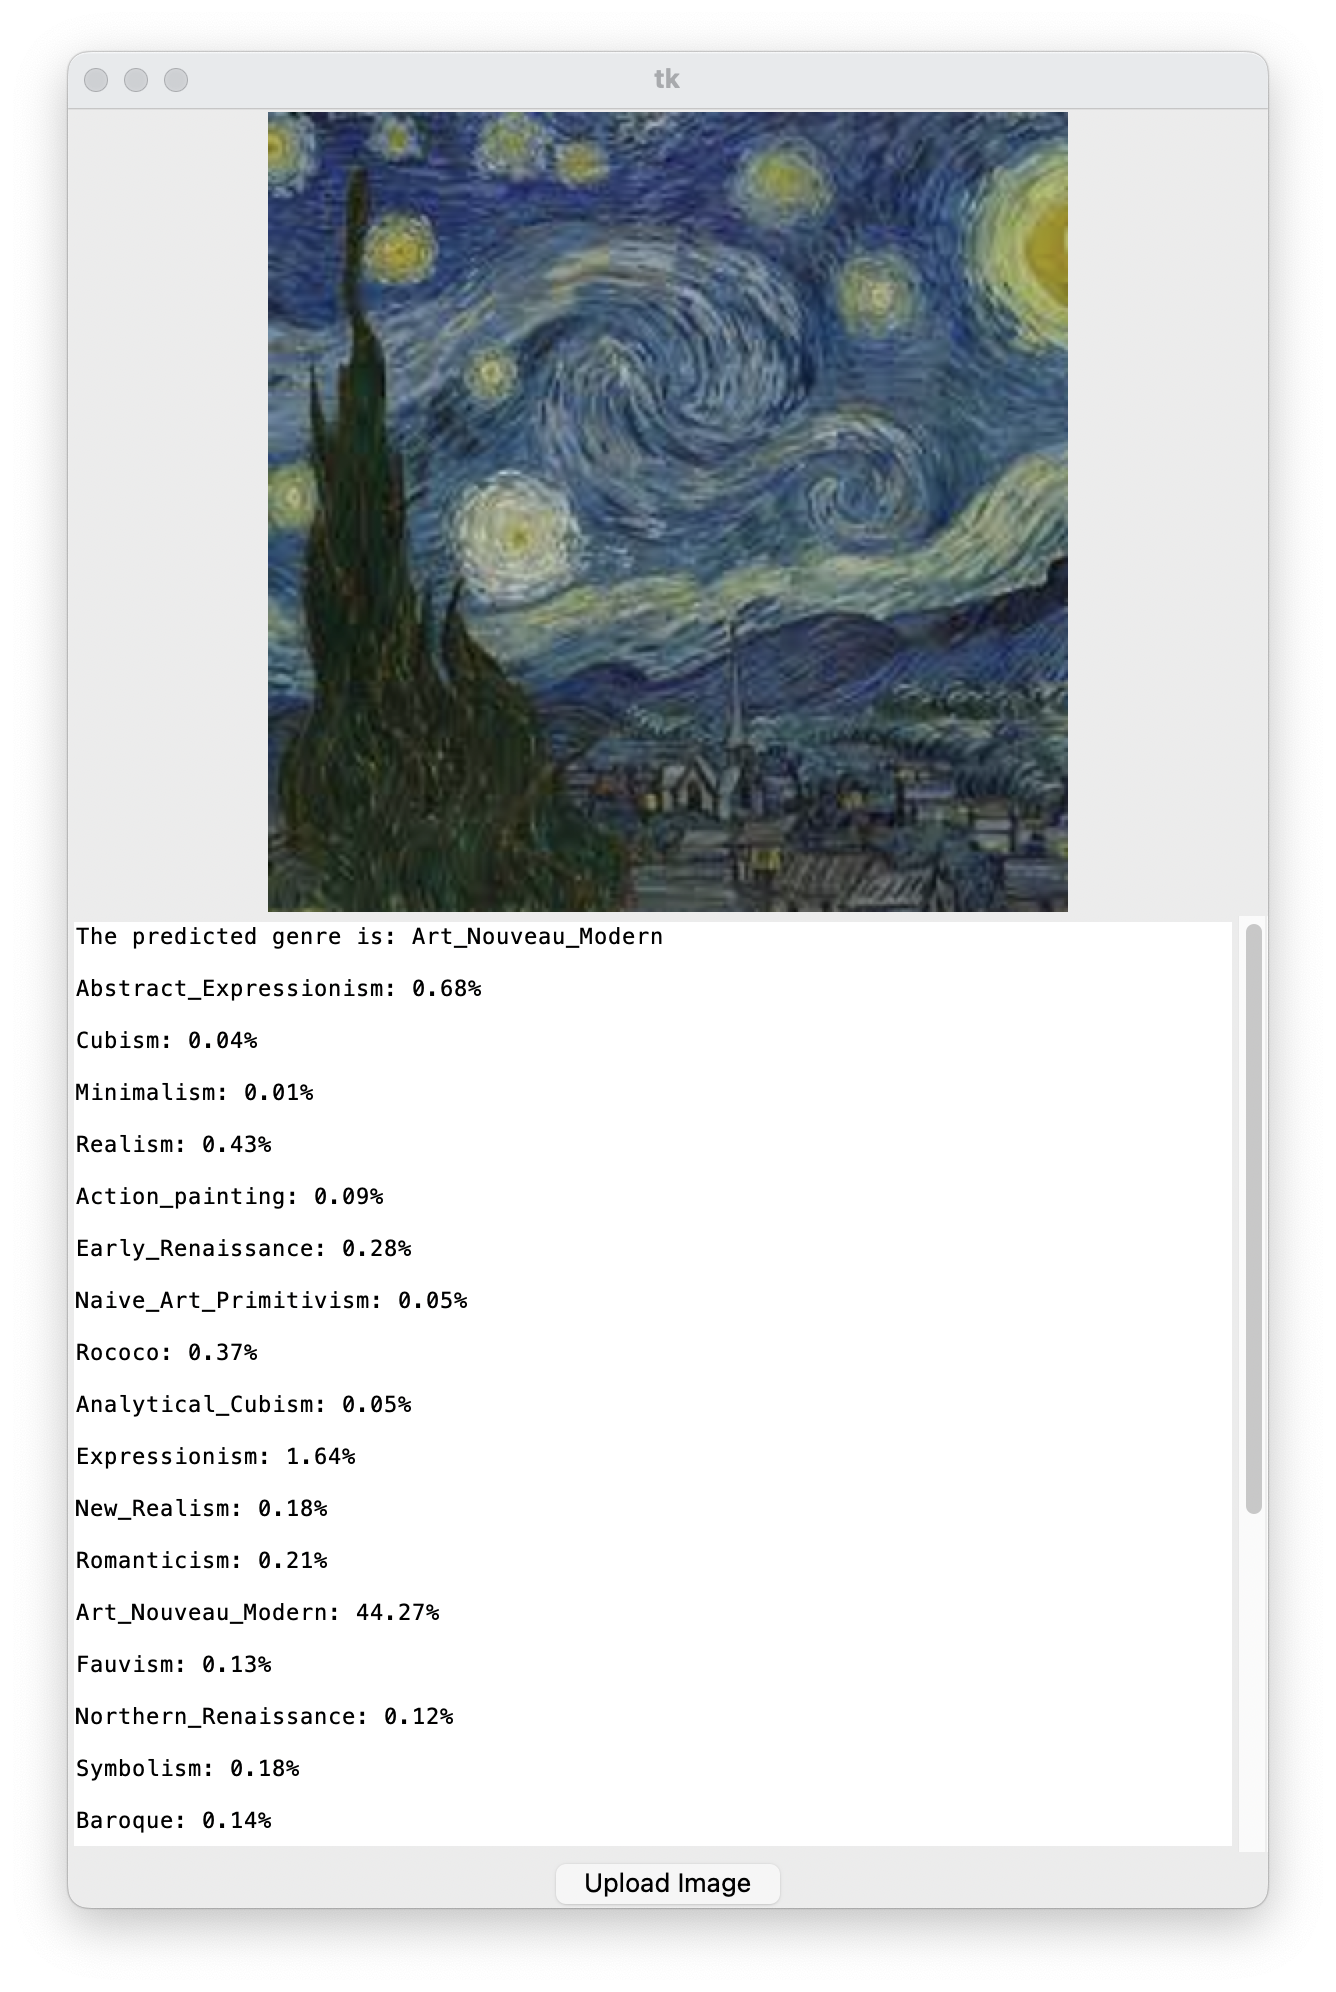 tk
The predicted genre is: Art_Nouveau_Modern
Abstract_Expressionism: 0.68%
Cubism: 0.04%
Minimalism: 0.01%
Realism: 0.43%
Action_painting: 0.09%
Early_Renaissance: 0.28%
Naive_Art_Primitivism: 0.05%
Rococo: 0.37%
Analytical_Cubism: 0.05%
Expressionism: 1.64%
New_Realism: 0.18%
Romanticism: 0.21%
Art_Nouveau_Modern: 44.27%
Fauvism: 0.13%
Northern_Renaissance: 0.12%
Symbolism: 0.18%
Baroque: 0.14%
Upload Image